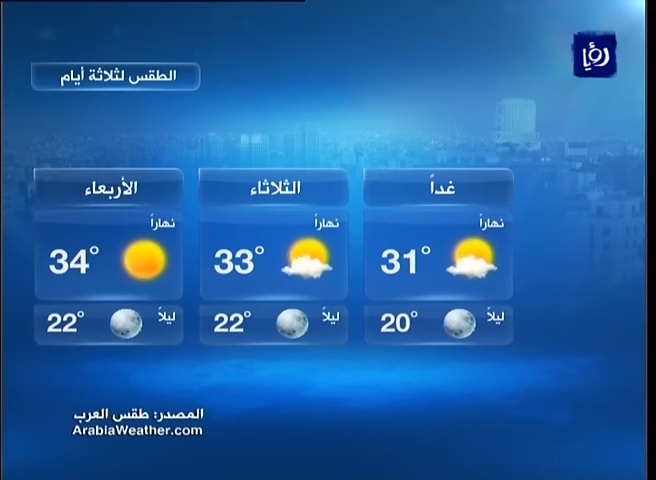 رؤيا
الطقس لثلاثة أيام
غداً
نهاراً
31°
ليلاً
20°
الثلاثاء
نهاراً
33°
ليلاً
22°
الأربعاء
نهاراً
34°
ليلاً
22°
المصدر: طقس العرب
ArabiaWeather.com